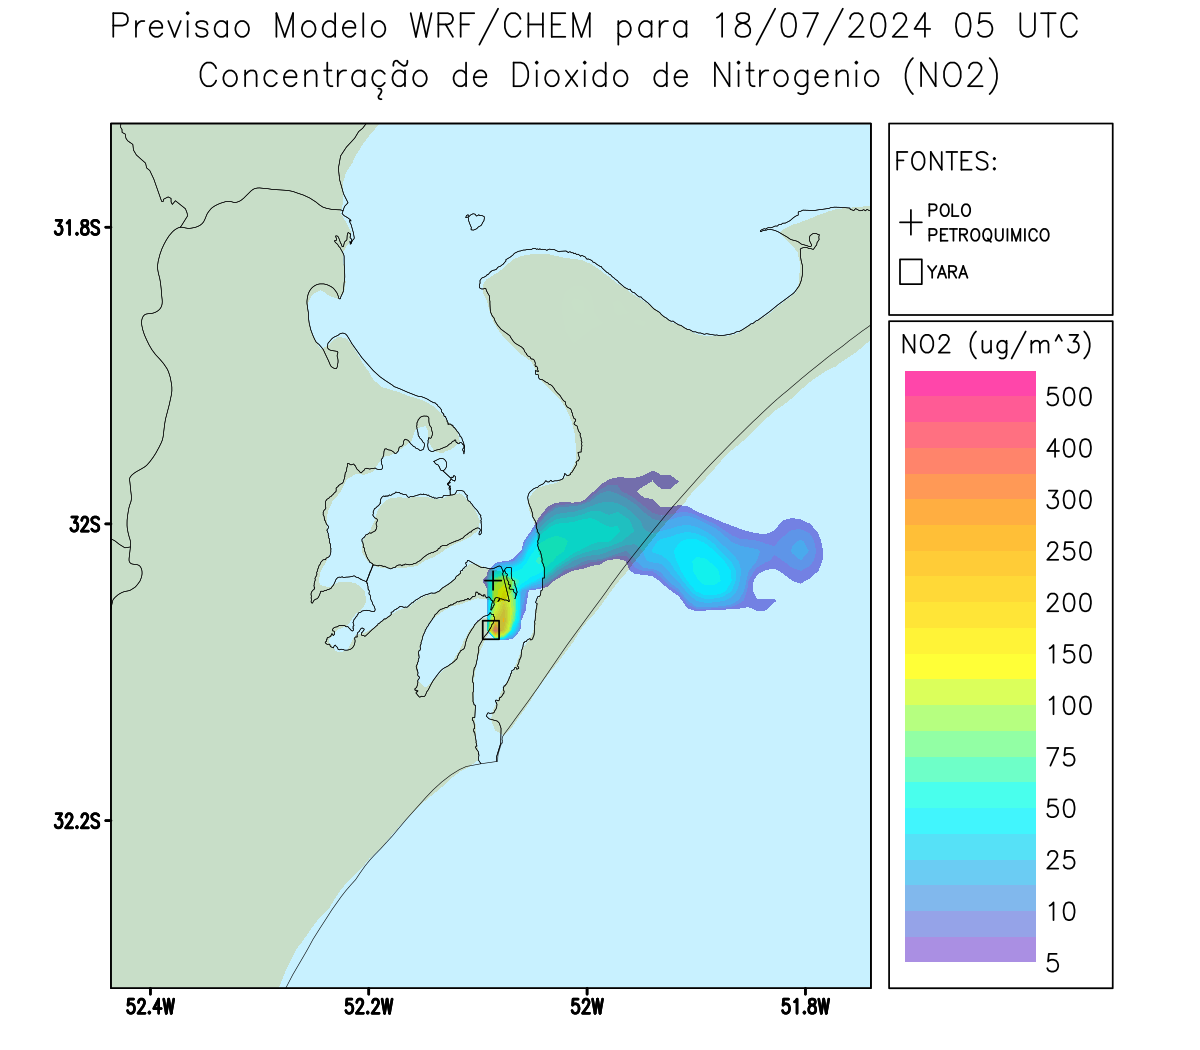 Previsao Modelo WRF/CHEM para 18/07/2024 05 UTC
Concentração de Dioxido de Nitrogenio (NO2)
FONTES:
POLO
PETROQUIMICO
YARA
31.8S
32S
32.2S
52.4W
52.2W
52W
51.8W
NO2 (ug/m^3)
500
400
300
250
200
150
100
75
50
25
10
5